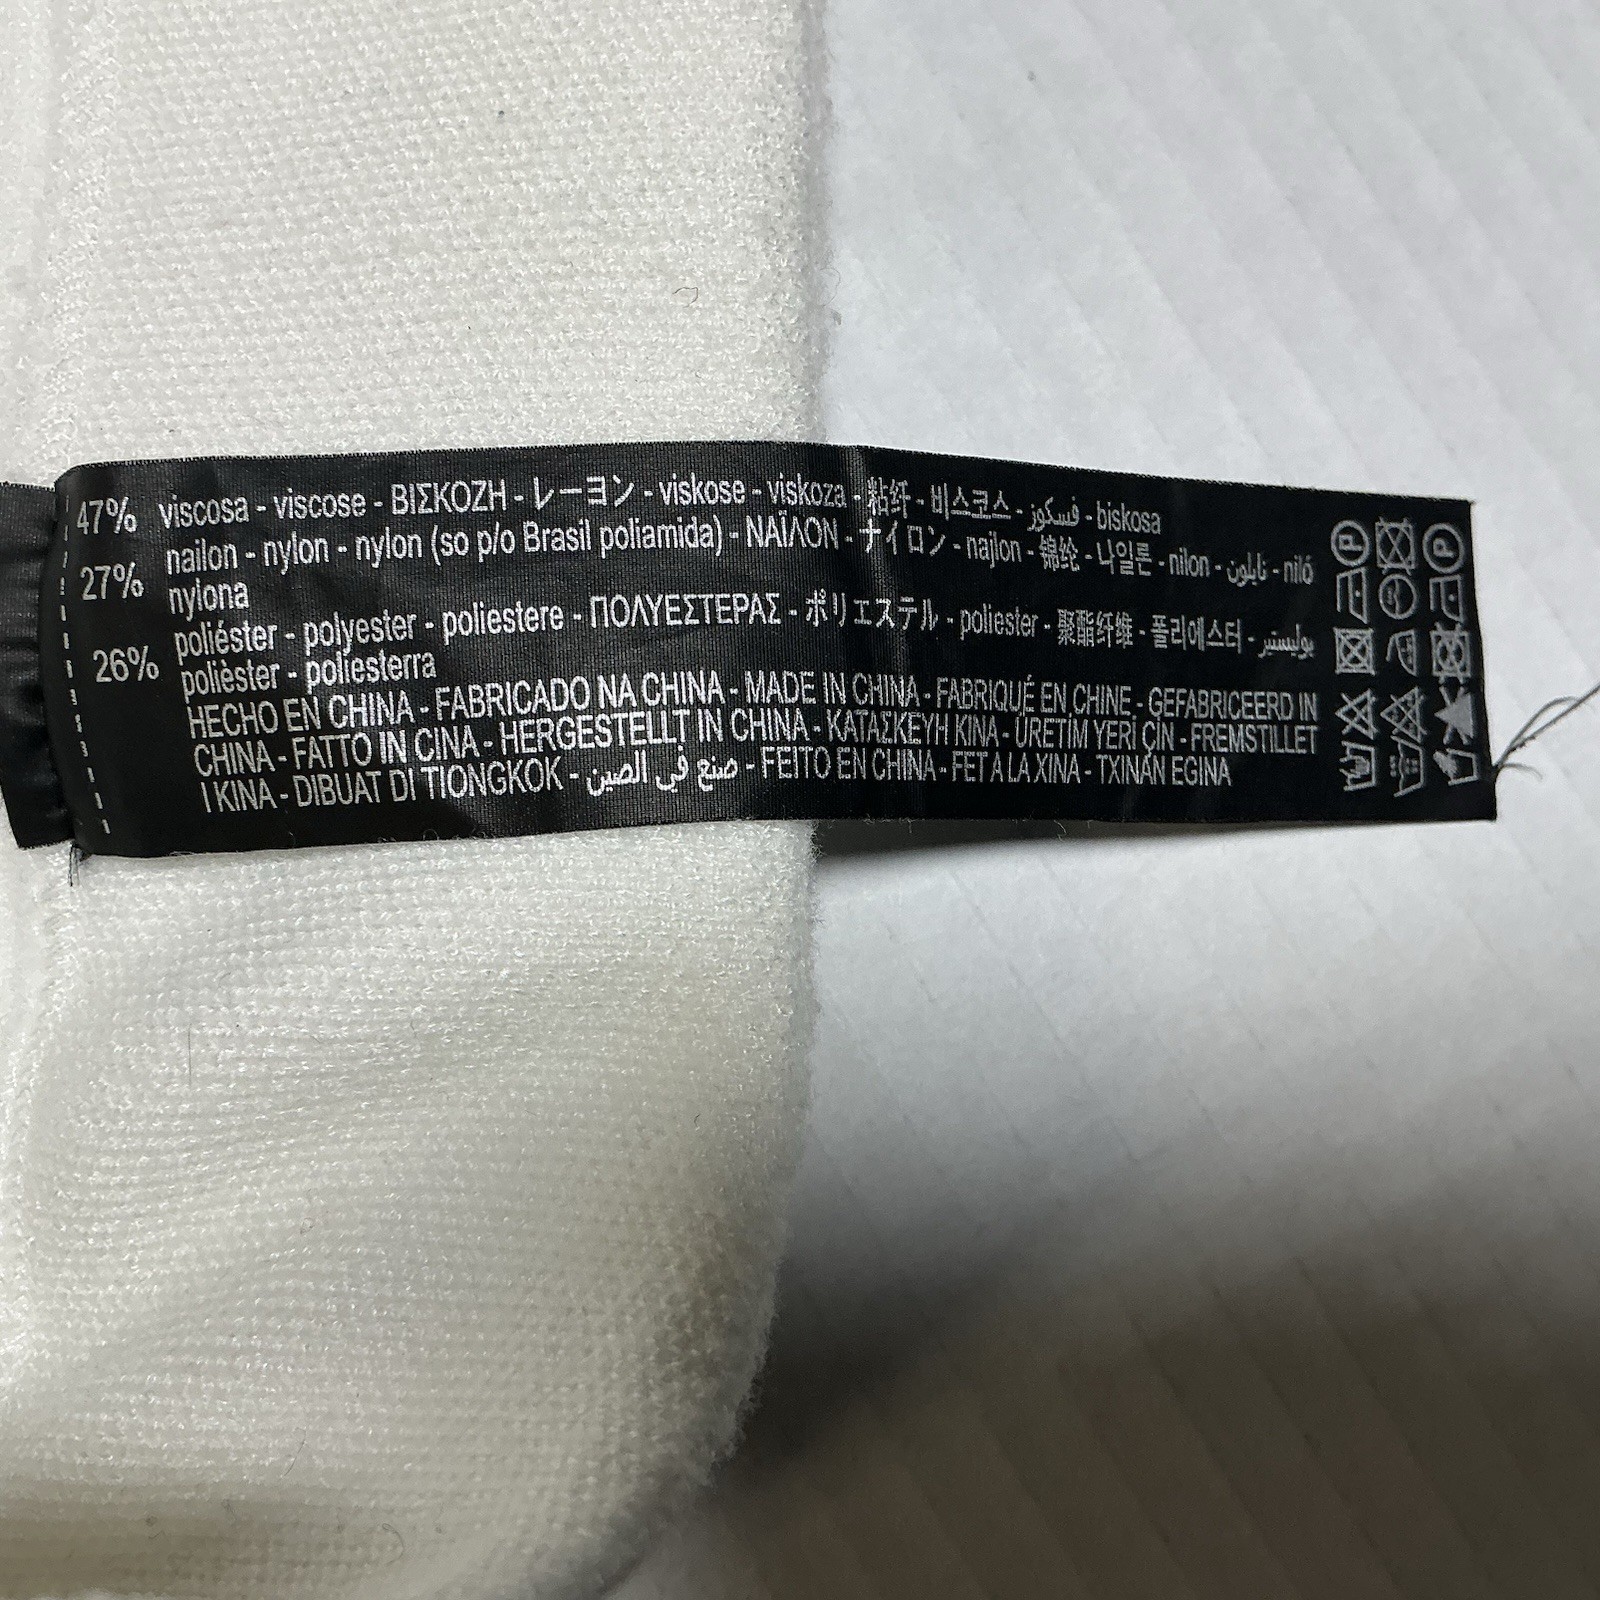 47% viscosa - viscose - ΒΙΣΚΟΖΗ - レーヨン - viskose - viskoza - 粘纤 - 비스코스 - فسكوز - biskosa
27% nailon - nylon - nylon (so p/o Brasil poliamida) - ΝΑΪΛΟΝ - ナイロン - najlon - 锦纶 - 나일론 - nilon - نايلون - niló
nylona
26% poliéster - polyester - poliestere - ΠΟΛΥΕΣΤΕΡΑΣ - ポリエステル - poliester - 聚酯纤维 - 폴리에스터 - بوليستير
polièster - poliesterra
HECHO EN CHINA - FABRICADO NA CHINA - MADE IN CHINA - FABRIQUÉ EN CHINE - GEFABRICEERD IN
CHINA - FATTO IN CINA - HERGESTELLT IN CHINA - ΚΑΤΑΣΚΕΥΗ ΚΙΝΑ - ÜRETİM YERİ ÇİN - FREMSTILLET
I KINA - DIBUAT DI TIONGKOK - صنع في الصين - FEITO EN CHINA - FET A LA XINA - TXINAN EGINA
P
P